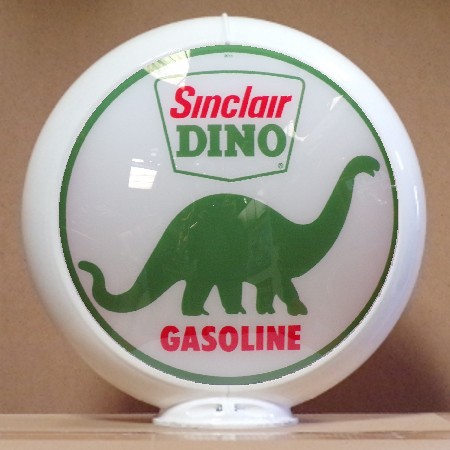 Sinclair
DINO
®
GASOLINE